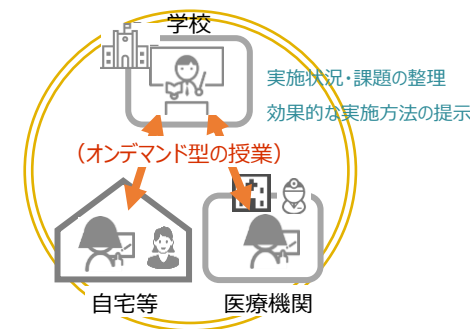 学校
実施状況・課題の整理
効果的な実施方法の提示
（オンデマンド型の授業）
自宅等
医療機関